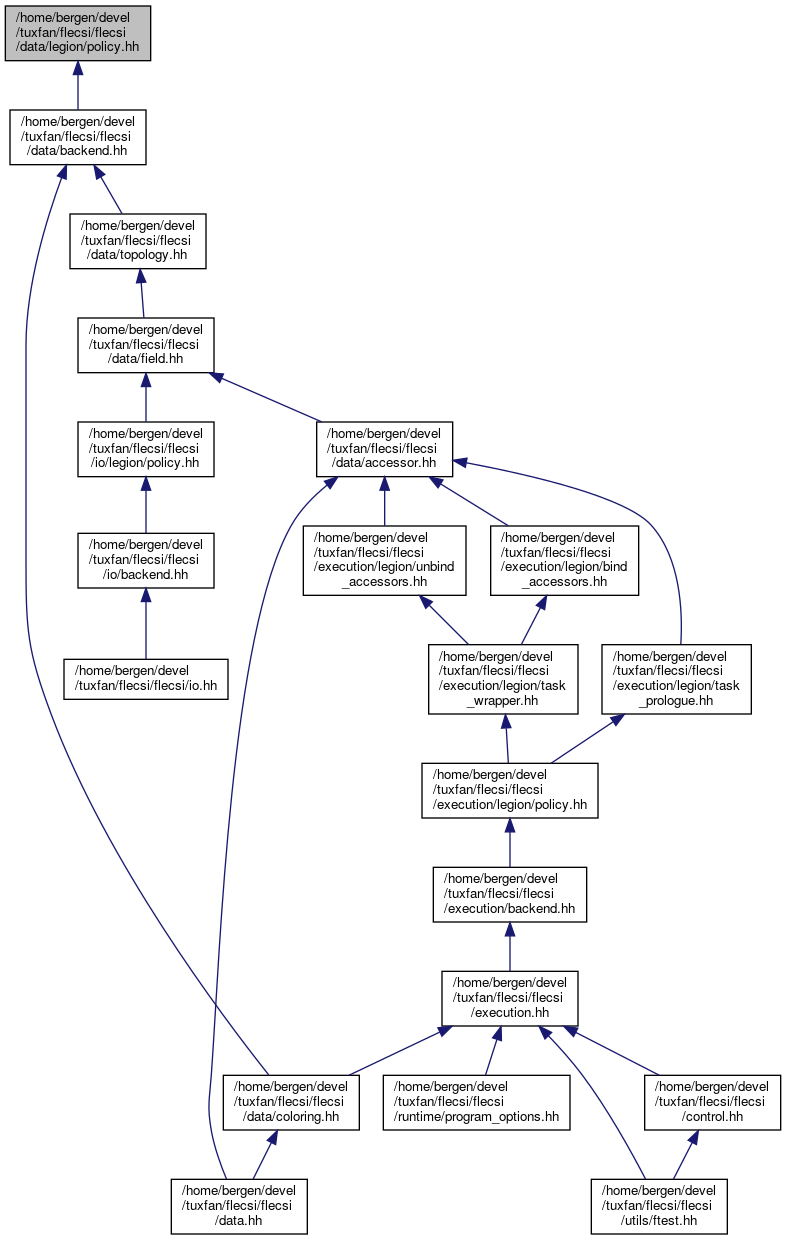 /home/bergen/devel
/tuxfan/flecsi/flecsi
/data/legion/policy.hh
/home/bergen/devel
/tuxfan/flecsi/flecsi
/data/backend.hh
/home/bergen/devel
/tuxfan/flecsi/flecsi
/data/topology.hh
/home/bergen/devel
/tuxfan/flecsi/flecsi
/data/field.hh
/home/bergen/devel
/tuxfan/flecsi/flecsi
/io/legion/policy.hh
/home/bergen/devel
/tuxfan/flecsi/flecsi
/data/accessor.hh
/home/bergen/devel
/tuxfan/flecsi/flecsi
/io/backend.hh
/home/bergen/devel
/tuxfan/flecsi/flecsi
/execution/legion/unbind
_accessors.hh
/home/bergen/devel
/tuxfan/flecsi/flecsi
/execution/legion/bind
_accessors.hh
/home/bergen/devel
/tuxfan/flecsi/flecsi/io.hh
/home/bergen/devel
/tuxfan/flecsi/flecsi
/execution/legion/task
_wrapper.hh
/home/bergen/devel
/tuxfan/flecsi/flecsi
/execution/legion/task
_prologue.hh
/home/bergen/devel
/tuxfan/flecsi/flecsi
/execution/legion/policy.hh
/home/bergen/devel
/tuxfan/flecsi/flecsi
/execution/backend.hh
/home/bergen/devel
/tuxfan/flecsi/flecsi
/execution.hh
/home/bergen/devel
/tuxfan/flecsi/flecsi
/data/coloring.hh
/home/bergen/devel
/tuxfan/flecsi/flecsi
/runtime/program_options.hh
/home/bergen/devel
/tuxfan/flecsi/flecsi
/control.hh
/home/bergen/devel
/tuxfan/flecsi/flecsi
/data.hh
/home/bergen/devel
/tuxfan/flecsi/flecsi
/utils/ftest.hh